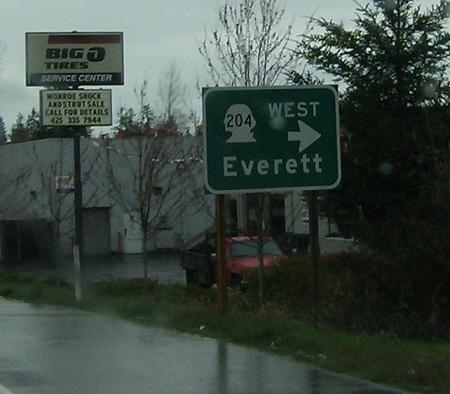 BIG O
TIRES
SERVICE CENTER
MONROE SHOCK
AND STRUT SALE
CALL FOR DETAILS
425 335 7944
204 WEST
Everett